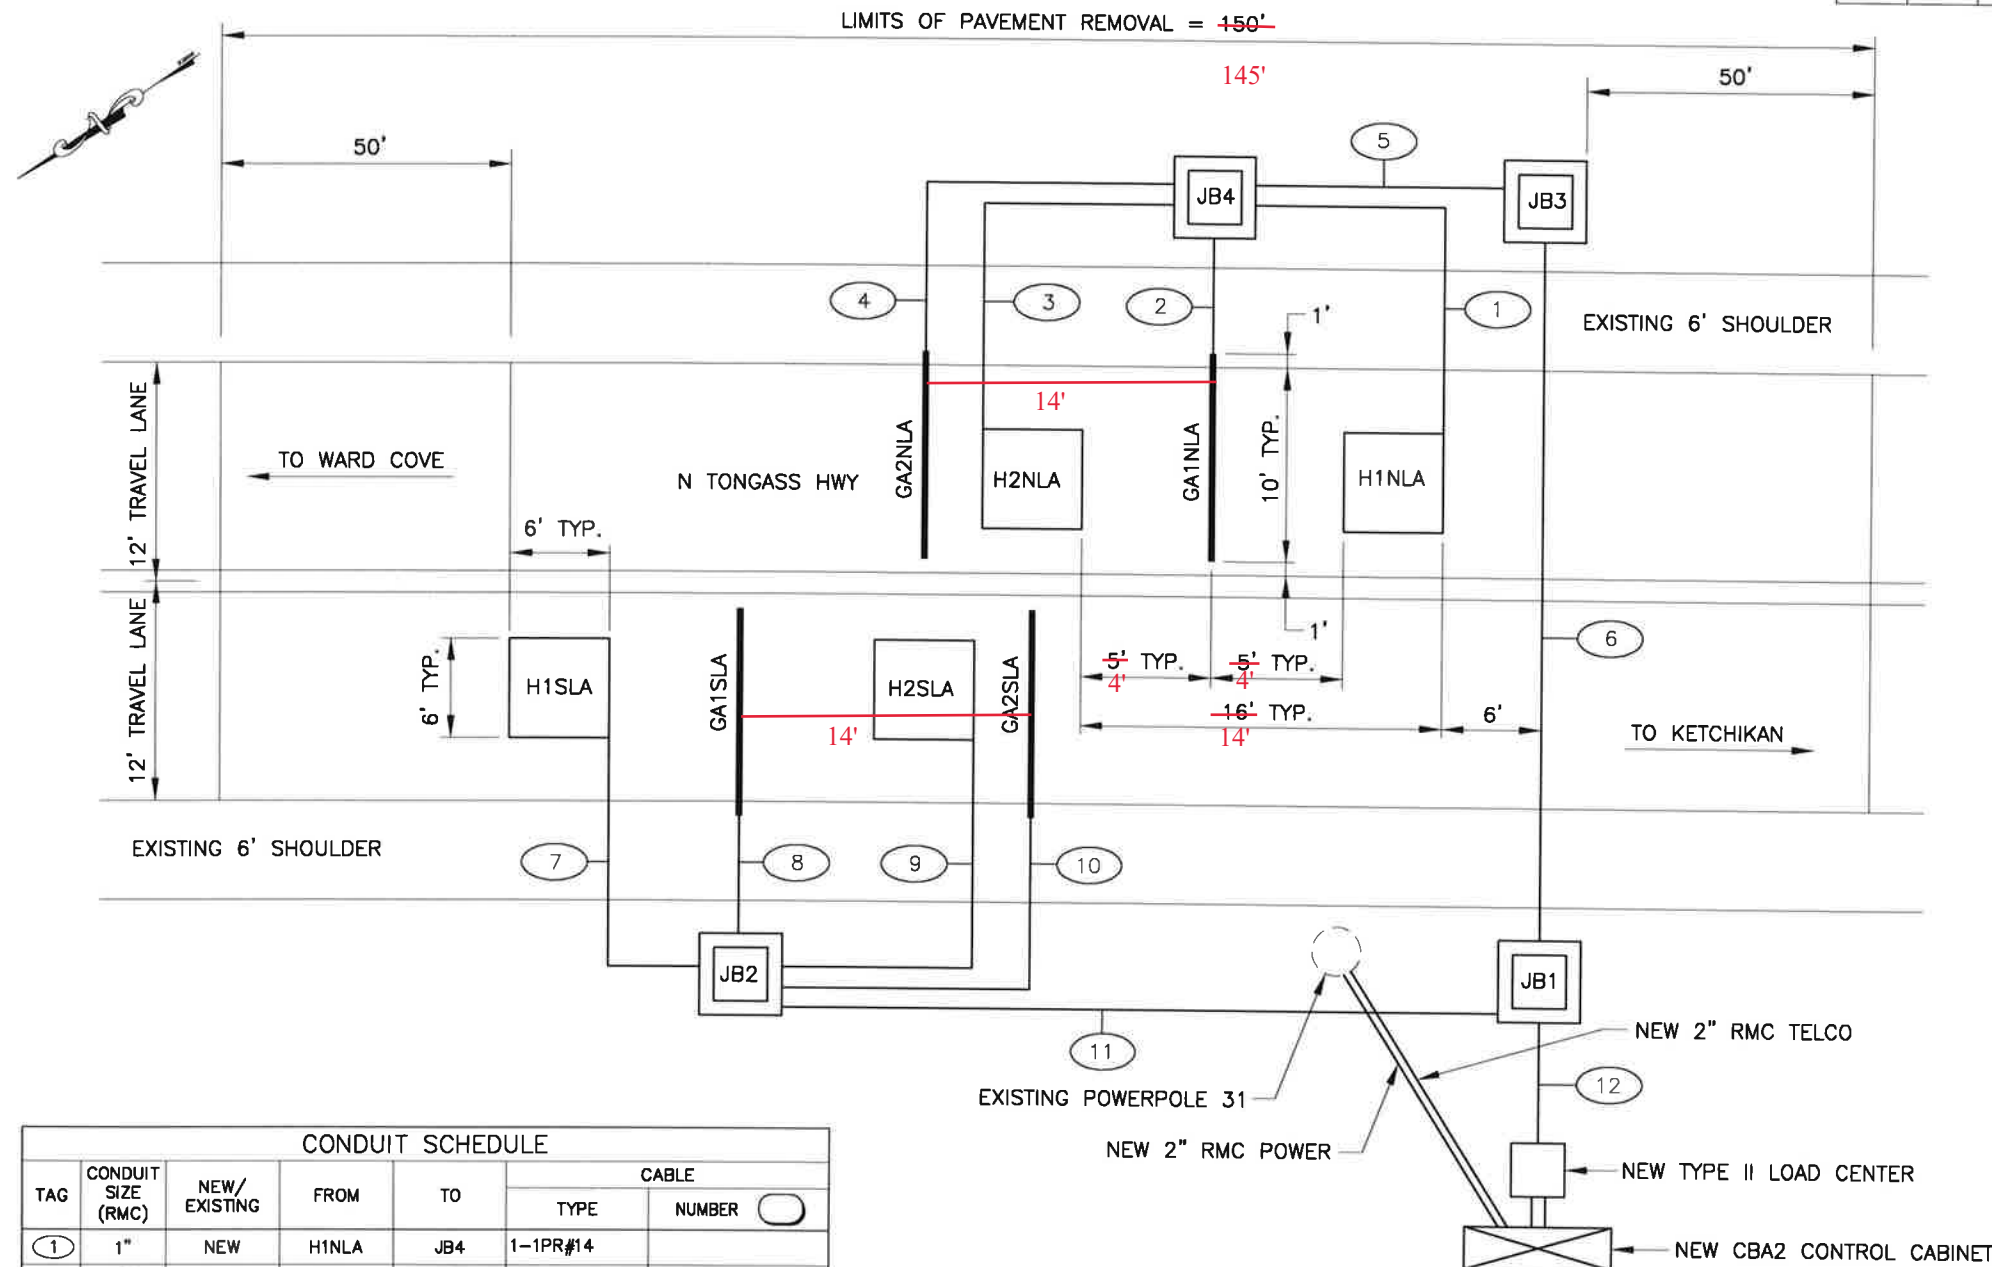 LIMITS OF PAVEMENT REMOVAL = 150'
145'
50'
50'
5
JB4
JB3
4
3
2
1
1'
EXISTING 6' SHOULDER
12' TRAVEL LANE
14'
TO WARD COVE
N TONGASS HWY
GA2NLA
H2NLA
GA1NLA
10' TYP.
H1NLA
6' TYP.
12' TRAVEL LANE
1'
6
6' TYP.
H1SLA
GA1SLA
H2SLA
GA2SLA
5' TYP.
5' TYP.
4'
4'
16' TYP.
14'
6'
14'
TO KETCHIKAN
EXISTING 6' SHOULDER
7
8
9
10
JB2
JB1
11
NEW 2" RMC TELCO
EXISTING POWERPOLE 31
12
NEW 2" RMC POWER
NEW TYPE II LOAD CENTER
NEW CBA2 CONTROL CABINET
CONDUIT SCHEDULE
TAG
CONDUIT
SIZE
(RMC)
NEW/
EXISTING
FROM
TO
CABLE
TYPE
NUMBER
1 1" NEW H1NLA JB4 1-1PR#14